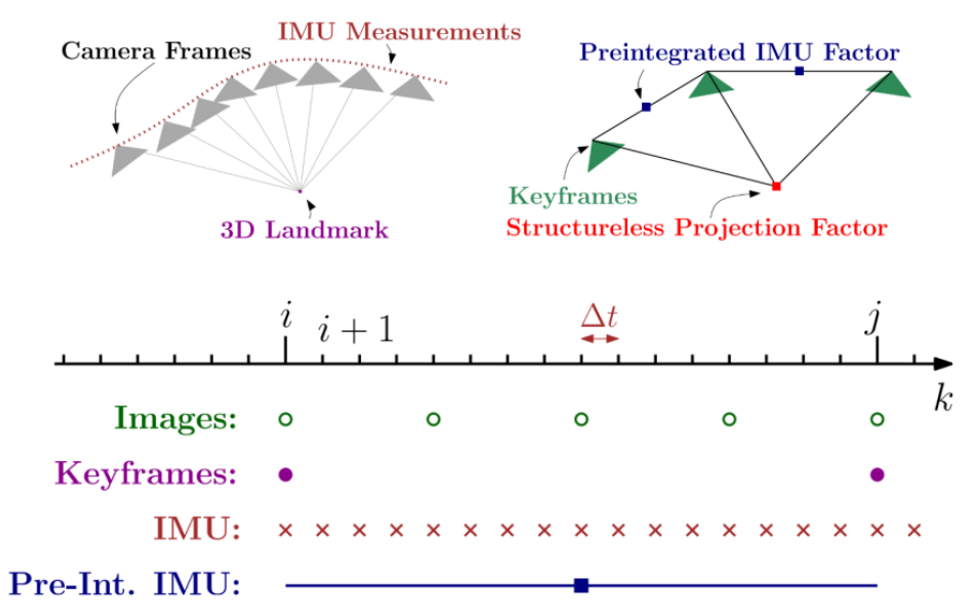 IMU Measurements
Camera Frames
3D Landmark
Preintegrated IMU Factor
Keyframes
Structureless Projection Factor
i
i + 1
Δt
j
k
Images:
Keyframes:
IMU:
Pre-Int. IMU: